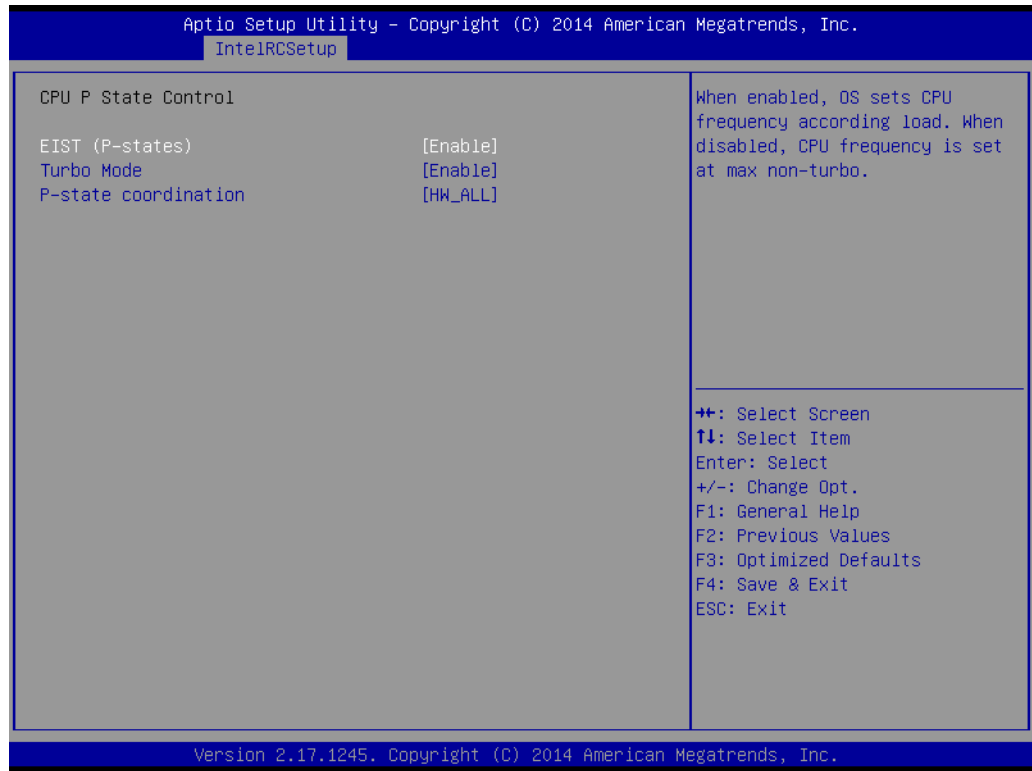 Aptio Setup Utility – Copyright (C) 2014 American Megatrends, Inc.
IntelRCSetup
CPU P State Control
EIST (P-states) [Enable]
Turbo Mode [Enable]
P-state coordination [HW_ALL]
When enabled, OS sets CPU
frequency according load. When
disabled, CPU frequency is set
at max non-turbo.
→←: Select Screen
↑↓: Select Item
Enter: Select
+/-: Change Opt.
F1: General Help
F2: Previous Values
F3: Optimized Defaults
F4: Save & Exit
ESC: Exit
Version 2.17.1245. Copyright (C) 2014 American Megatrends, Inc.